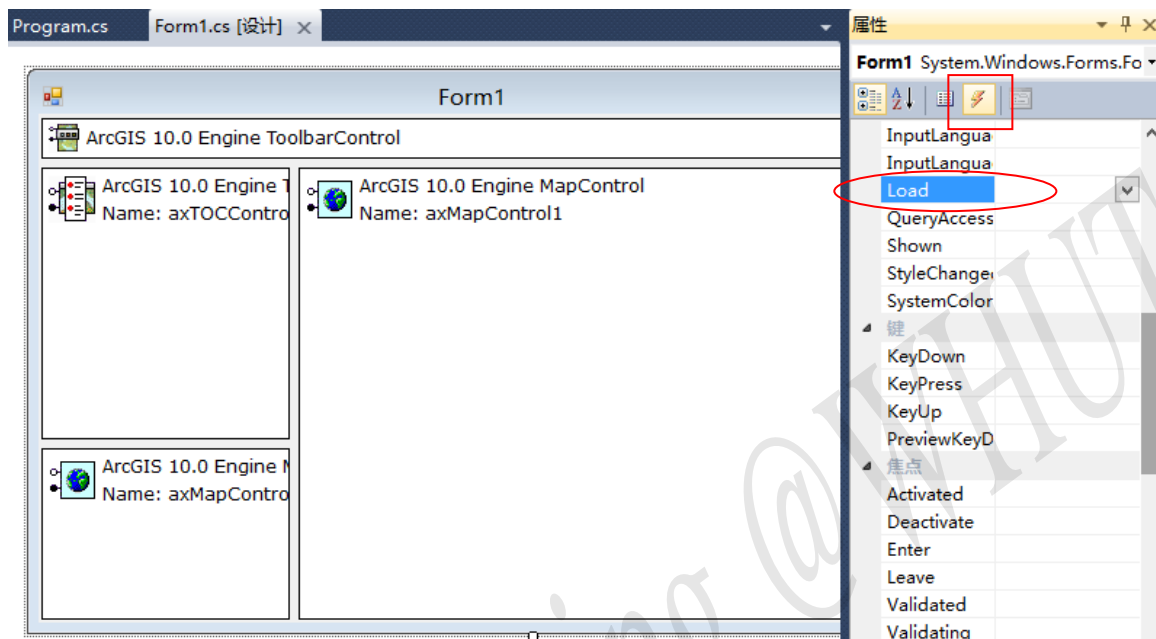 Program.cs
Form1.cs [设计]
Form1
ArcGIS 10.0 Engine ToolbarControl
ArcGIS 10.0 Engine T
Name: axTOCContro
ArcGIS 10.0 Engine MapControl
Name: axMapControl1
ArcGIS 10.0 Engine M
Name: axMapContro
属性
Form1 System.Windows.Forms.Fo
InputLangua
InputLangua
Load
QueryAccess
Shown
StyleChange
SystemColor
键
KeyDown
KeyPress
KeyUp
PreviewKeyD
焦点
Activated
Deactivate
Enter
Leave
Validated
Validating
ing @WHUT